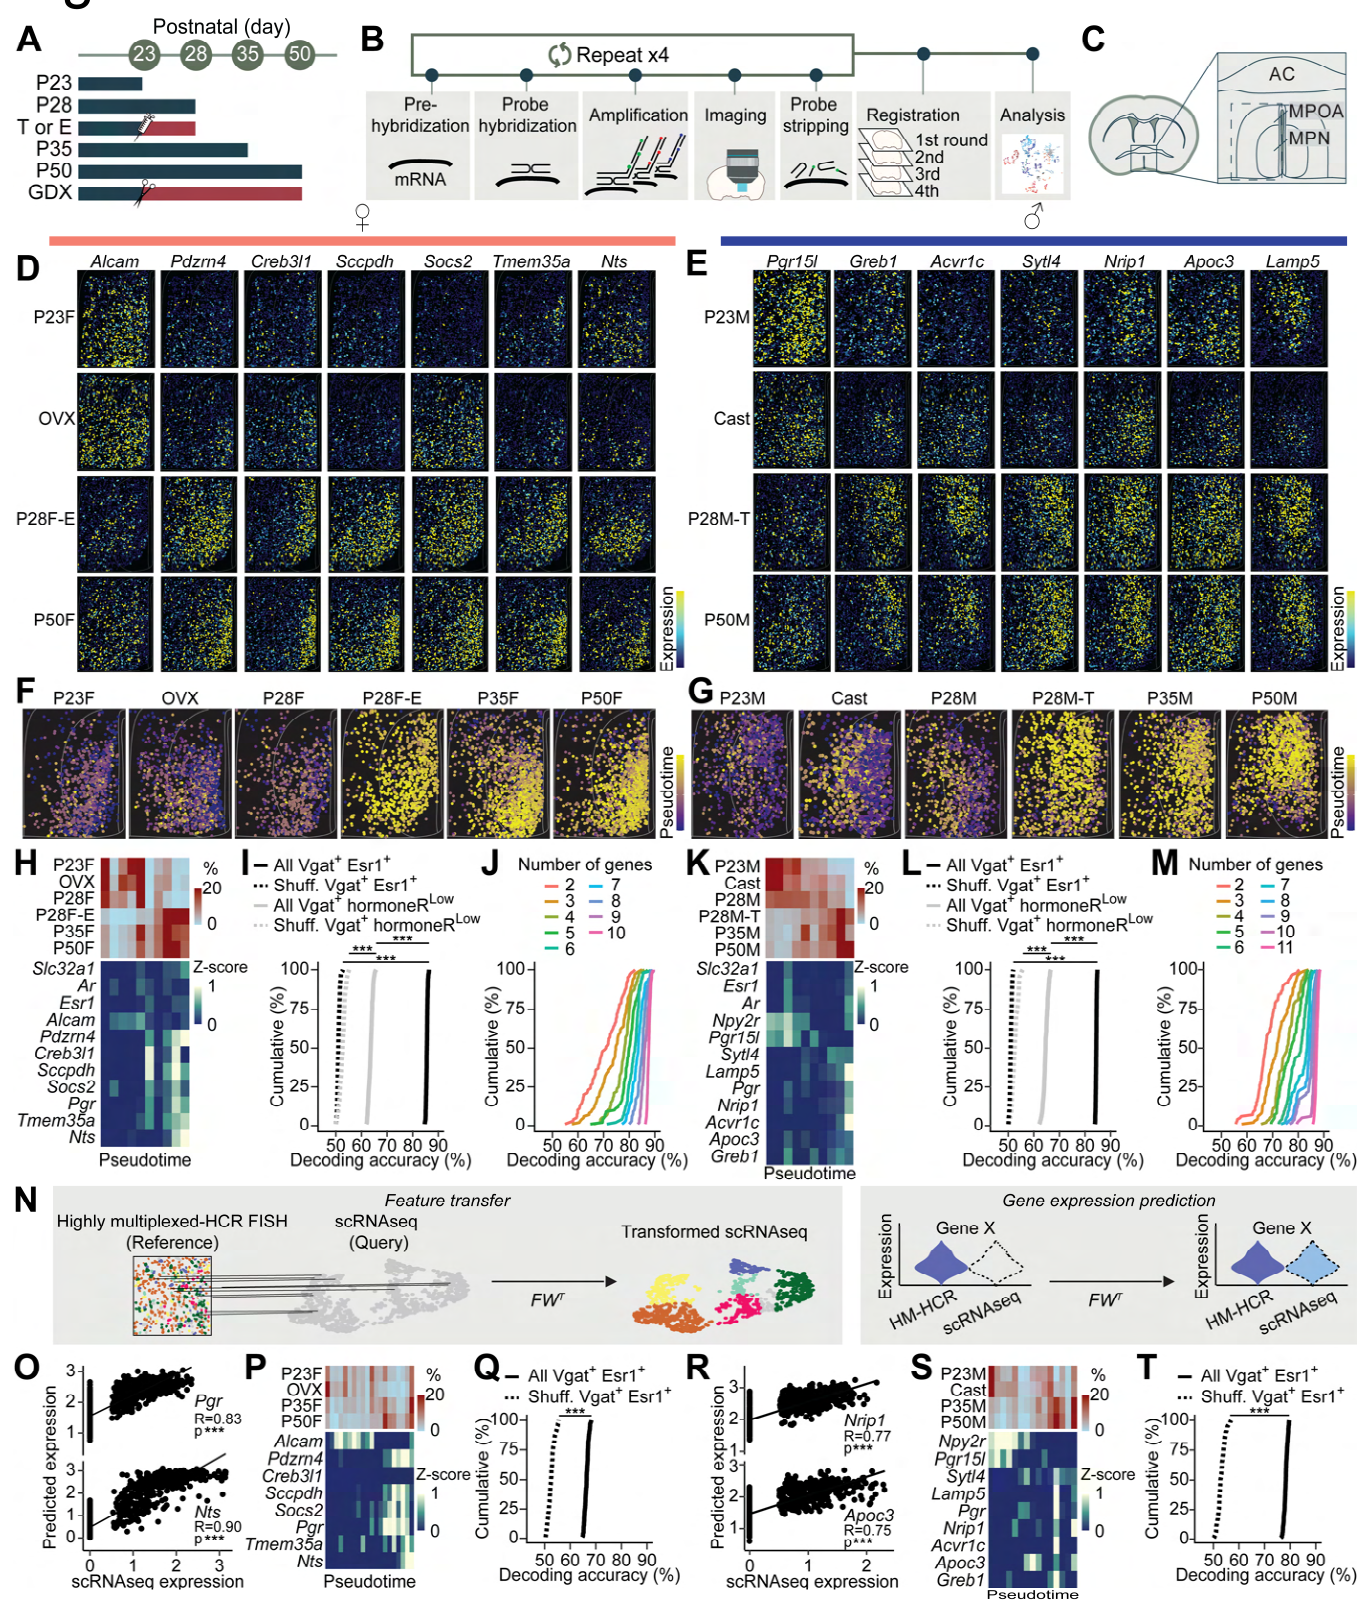 A
Postnatal (day)
23 28 35 50
P23
P28
T or E
P35
P50
GDX
B
Repeat x4
Pre-
hybridization
mRNA
Probe
hybridization
Amplification
Imaging
Probe
stripping
Registration
1st round
2nd
3rd
4th
Analysis
C
AC
MPOA
MPN
♀
♂
D
Alcam Pdzrn4 Creb3l1 Sccpdh Socs2 Tmem35a Nts
P23F
OVX
P28F-E
P50F
Expression
E
Pgr15l Greb1 Acvr1c Sytl4 Nrip1 Apoc3 Lamp5
P23M
Cast
P28M-T
P50M
Expression
F
P23F OVX P28F P28F-E P35F P50F
Pseudotime
G
P23M Cast P28M P28M-T P35M P50M
Pseudotime
H
P23F
OVX
P28F
P28F-E
P35F
P50F
%
20
0
Slc32a1
Ar
Esr1
Alcam
Pdzrn4
Creb3l1
Sccpdh
Socs2
Pgr
Tmem35a
Nts
Z-score
1
0
Pseudotime
I
All Vgat+ Esr1+
Shuff. Vgat+ Esr1+
All Vgat+ hormoneRLow
Shuff. Vgat+ hormoneRLow
***
*** ***
Cumulative (%)
100
75
50
25
0
50 60 70 80 90
Decoding accuracy (%)
J
Number of genes
2 7
3 8
4 9
5 10
6
Cumulative (%)
100
75
50
25
0
50 60 70 80 90
Decoding accuracy (%)
K
P23M
Cast
P28M
P28M-T
P35M
P50M
%
20
0
Slc32a1
Esr1
Ar
Npy2r
Pgr15l
Sytl4
Lamp5
Pgr
Nrip1
Acvr1c
Apoc3
Greb1
Z-score
1
0
Pseudotime
L
All Vgat+ Esr1+
Shuff. Vgat+ Esr1+
All Vgat+ hormoneRLow
Shuff. Vgat+ hormoneRLow
***
*** ***
Cumulative (%)
100
75
50
25
0
50 60 70 80 90
Decoding accuracy (%)
M
Number of genes
2 7
3 8
4 9
5 10
6 11
Cumulative (%)
100
75
50
25
0
50 60 70 80 90
Decoding accuracy (%)
N
Feature transfer
Highly multiplexed-HCR FISH
(Reference)
scRNAseq
(Query)
FWT
Transformed scRNAseq
Gene expression prediction
Expression
Gene X
HM-HCR
scRNAseq
FWT
Expression
Gene X
HM-HCR
scRNAseq
O
Predicted expression
3
2
1
Pgr
R=0.83
p***
3
2
1
0
Nts
R=0.90
p***
0 1 2 3
scRNAseq expression
P
P23F
OVX
P35F
P50F
%
20
0
Alcam
Pdzrn4
Creb3l1
Sccpdh
Socs2
Pgr
Tmem35a
Nts
Z-score
1
0
Pseudotime
Q
All Vgat+ Esr1+
Shuff. Vgat+ Esr1+
***
Cumulative (%)
100
75
50
25
0
50 60 70 80 90
Decoding accuracy (%)
R
Predicted expression
3
2
1
Nrip1
R=0.77
p***
3
2
1
Apoc3
R=0.75
p***
0 1 2
scRNAseq expression
S
P23M
Cast
P35M
P50M
%
20
0
Npy2r
Pgr15l
Sytl4
Lamp5
Pgr
Nrip1
Acvr1c
Apoc3
Greb1
Z-score
1
0
Pseudotime
T
All Vgat+ Esr1+
Shuff. Vgat+ Esr1+
***
Cumulative (%)
100
75
50
25
0
50 60 70 80 90
Decoding accuracy (%)